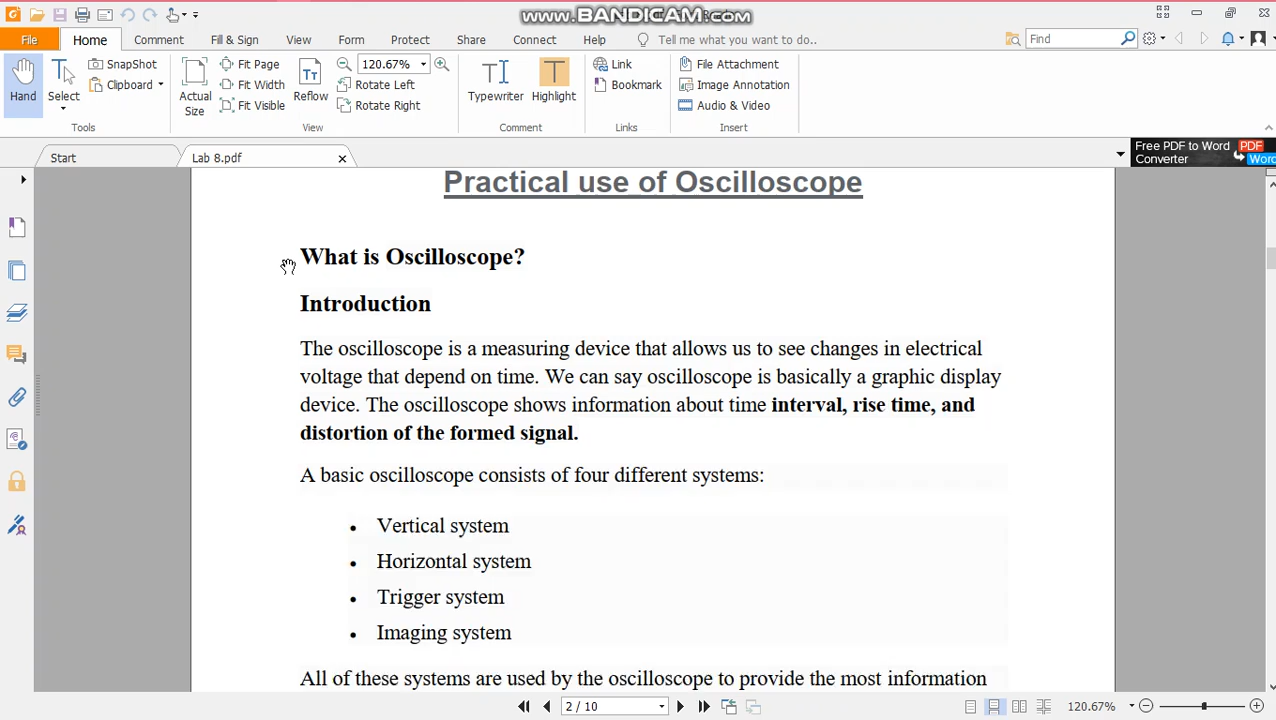 www.BANDICAM.com
File
Home
Comment
Fill & Sign
View
Form
Protect
Share
Connect
Help
Tell me what you want to do...
Find
Hand
Select
SnapShot
Clipboard
Tools
Actual Size
Fit Page
Fit Width
Fit Visible
Reflow
120.67%
Rotate Left
Rotate Right
View
Typewriter
Highlight
Comment
Link
Bookmark
Links
File Attachment
Image Annotation
Audio & Video
Insert
Start
Lab 8.pdf
Free PDF to Word
Converter
PDF
Word
Practical use of Oscilloscope
What is Oscilloscope?
Introduction
The oscilloscope is a measuring device that allows us to see changes in electrical
voltage that depend on time. We can say oscilloscope is basically a graphic display
device. The oscilloscope shows information about time interval, rise time, and
distortion of the formed signal.
A basic oscilloscope consists of four different systems:
• Vertical system
• Horizontal system
• Trigger system
• Imaging system
All of these systems are used by the oscilloscope to provide the most information
2 / 10
120.67%